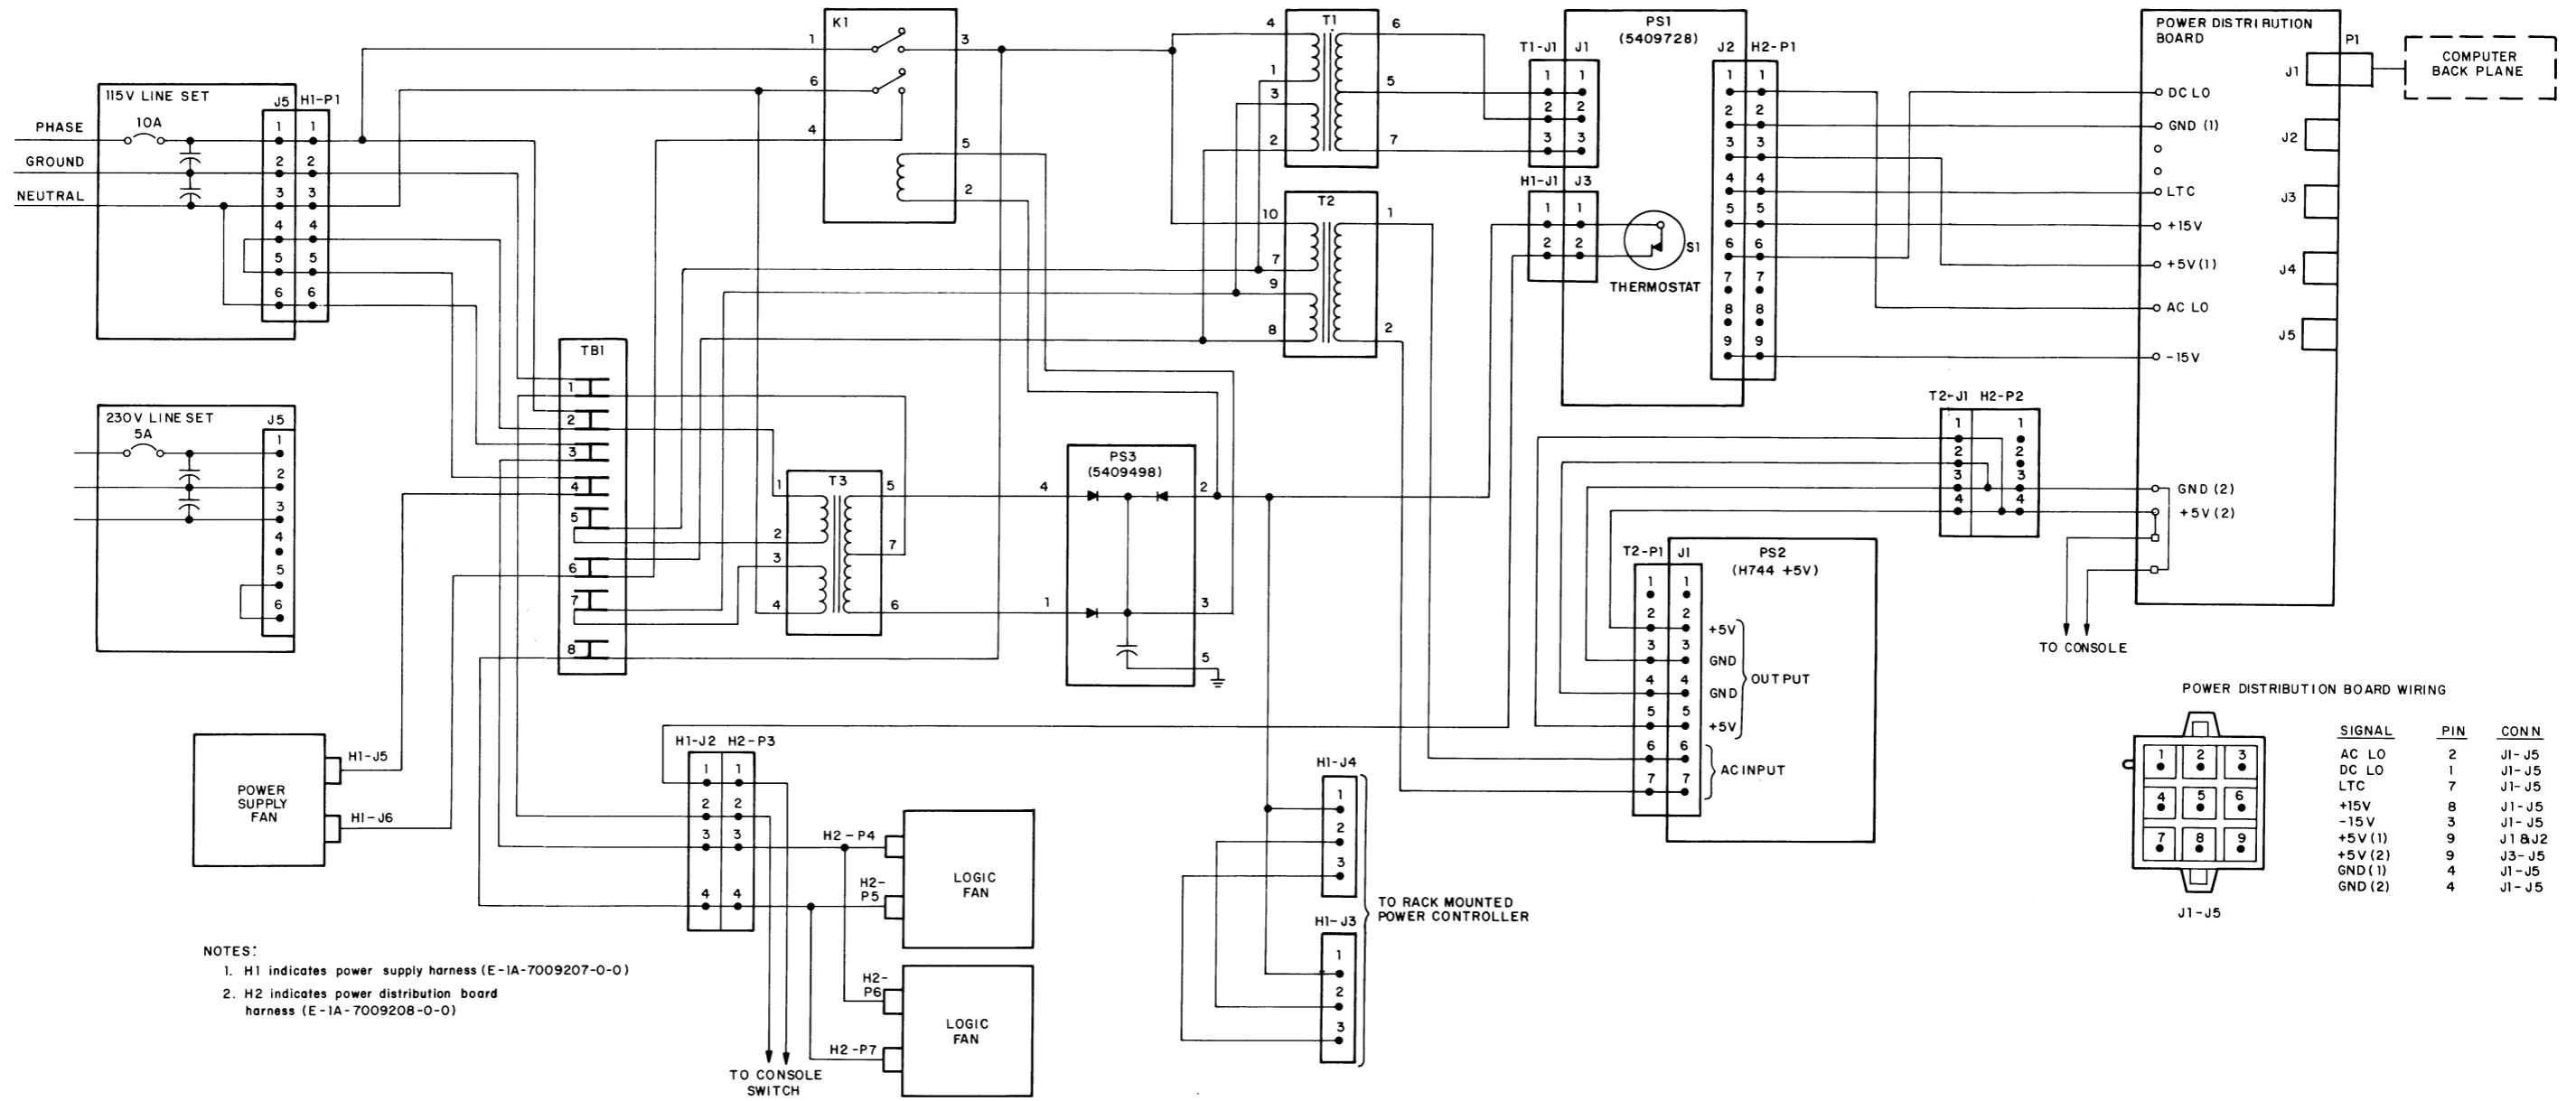 115V LINE SET
J5 H1-P1
PHASE
10A
GROUND
NEUTRAL
1 1
2 2
3 3
4 4
5 5
6 6
230V LINE SET
5A
J5
1
2
3
4
5
6
K1
1
6
4
3
5
2
TB1
1
2
3
4
5
6
7
8
T3
1
2
3
4
5
7
6
PS3
(5409498)
4
1
2
3
5
T1
4
1
3
2
6
5
7
T2
10
7
9
8
1
2
PS1
(5409728)
T1-J1 J1
1 1
2 2
3 3
H1-J1 J3
1 1
2 2
S1
THERMOSTAT
J2 H2-P1
1 1
2 2
3 3
4 4
5 5
6 6
7 7
8 8
9 9
POWER DISTRIBUTION
BOARD
P1
J1
J2
J3
J4
J5
COMPUTER
BACK PLANE
DC LO
GND (1)
LTC
+15V
+5V(1)
AC LO
-15V
GND (2)
+5V(2)
TO CONSOLE
T2-J1 H2-P2
1 1
2 2
3 3
4 4
T2-P1 J1
PS2
(H744 +5V)
1 1
2 2
3 3
4 4
5 5
6 6
7 7
+5V
GND
GND
+5V
OUTPUT
AC INPUT
POWER
SUPPLY
FAN
H1-J5
H1-J6
H1-J2 H2-P3
1 1
2 2
3 3
4 4
H2-P4
H2-
P5
LOGIC
FAN
H2-
P6
H2-P7
LOGIC
FAN
TO CONSOLE
SWITCH
H1-J4
1
2
3
H1-J3
1
2
3
TO RACK MOUNTED
POWER CONTROLLER
NOTES:
1. H1 indicates power supply harness (E-IA-7009207-0-0)
2. H2 indicates power distribution board
harness (E-IA-7009208-0-0)
POWER DISTRIBUTION BOARD WIRING
1 2 3
4 5 6
7 8 9
J1-J5
SIGNAL PIN CONN
AC LO 2 J1-J5
DC LO 1 J1-J5
LTC 7 J1-J5
+15V 8 J1-J5
-15V 3 J1-J5
+5V(1) 9 J1&J2
+5V(2) 9 J3-J5
GND(1) 4 J1-J5
GND(2) 4 J1-J5